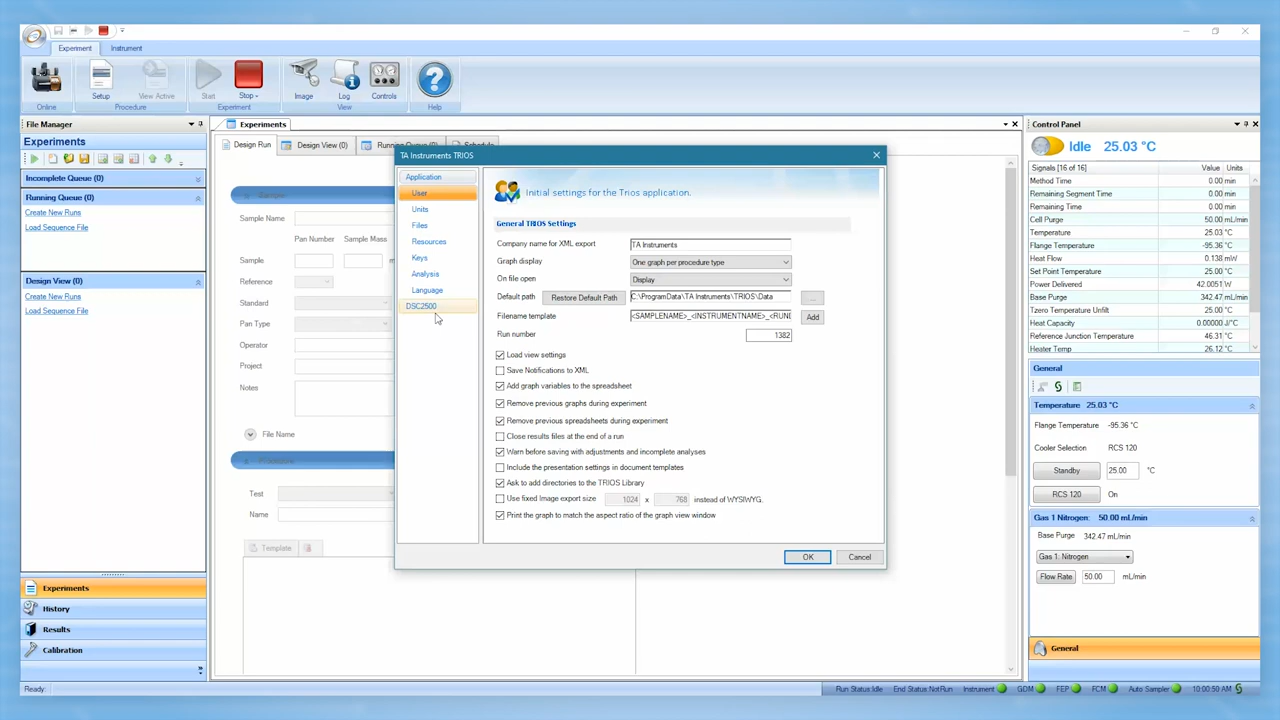 Experiment Instrument
Setup View Active Start Stop Image Log Controls Help
Online Procedure Experiment View Help
File Manager
Experiments
Incomplete Queue (0)
Running Queue (0)
Create New Runs
Load Sequence File
Design View (0)
Create New Runs
Load Sequence File
Experiments
History
Results
Calibration
Ready
Experiments
Design Run Design View (0) Running Queue (0) Schedule
Sample
Sample Name
Pan Number Sample Mass
Sample
Reference
Standard
Pan Type
Operator
Project
Notes
File Name
Procedure
Test
Name
Template
TA Instruments TRIOS
Application
User
Units
Files
Resources
Keys
Analysis
Language
DSC2500
Initial settings for the Trios application.
General TRIOS Settings
Company name for XML export TA Instruments
Graph display One graph per procedure type
On file open Display
Default path Restore Default Path C:\ProgramData\TA Instruments\TRIOS\Data ...
Filename template <SAMPLENAME>_<INSTRUMENTNAME>_<RUNI Add
Run number 1382
Load view settings
Save Notifications to XML
Add graph variables to the spreadsheet
Remove previous graphs during experiment
Remove previous spreadsheets during experiment
Close results files at the end of a run
Warn before saving with adjustments and incomplete analyses
Include the presentation settings in document templates
Ask to add directories to the TRIOS Library
Use fixed Image export size 1024 x 768 instead of WYSIWYG.
Print the graph to match the aspect ratio of the graph view window
OK Cancel
Control Panel
Idle 25.03 °C
Signals [16 of 16] Value Units
Method Time 0.00 min
Remaining Segment Time 0.00 min
Remaining Time 0.00 min
Cell Purge 50.00 mL/min
Temperature 25.03 °C
Flange Temperature -95.36 °C
Heat Flow 0.138 mW
Set Point Temperature 25.00 °C
Power Delivered 42.0051 W
Base Purge 342.47 mL/min
Tzero Temperature Unfilt 25.04 °C
Heat Capacity 0.00000 J/°C
Reference Junction Temperature 46.31 °C
Heater Temp 26.12 °C
General
Temperature 25.03 °C
Flange Temperature -95.36 °C
Cooler Selection RCS 120
Standby 25.00 °C
RCS 120 On
Gas 1 Nitrogen: 50.00 mL/min
Base Purge 342.47 mL/min
Gas 1: Nitrogen
Flow Rate 50.00 mL/min
General
Run Status:Idle End Status:NotRun Instrument GDM FEP FCM Auto Sampler 10:00:50 AM